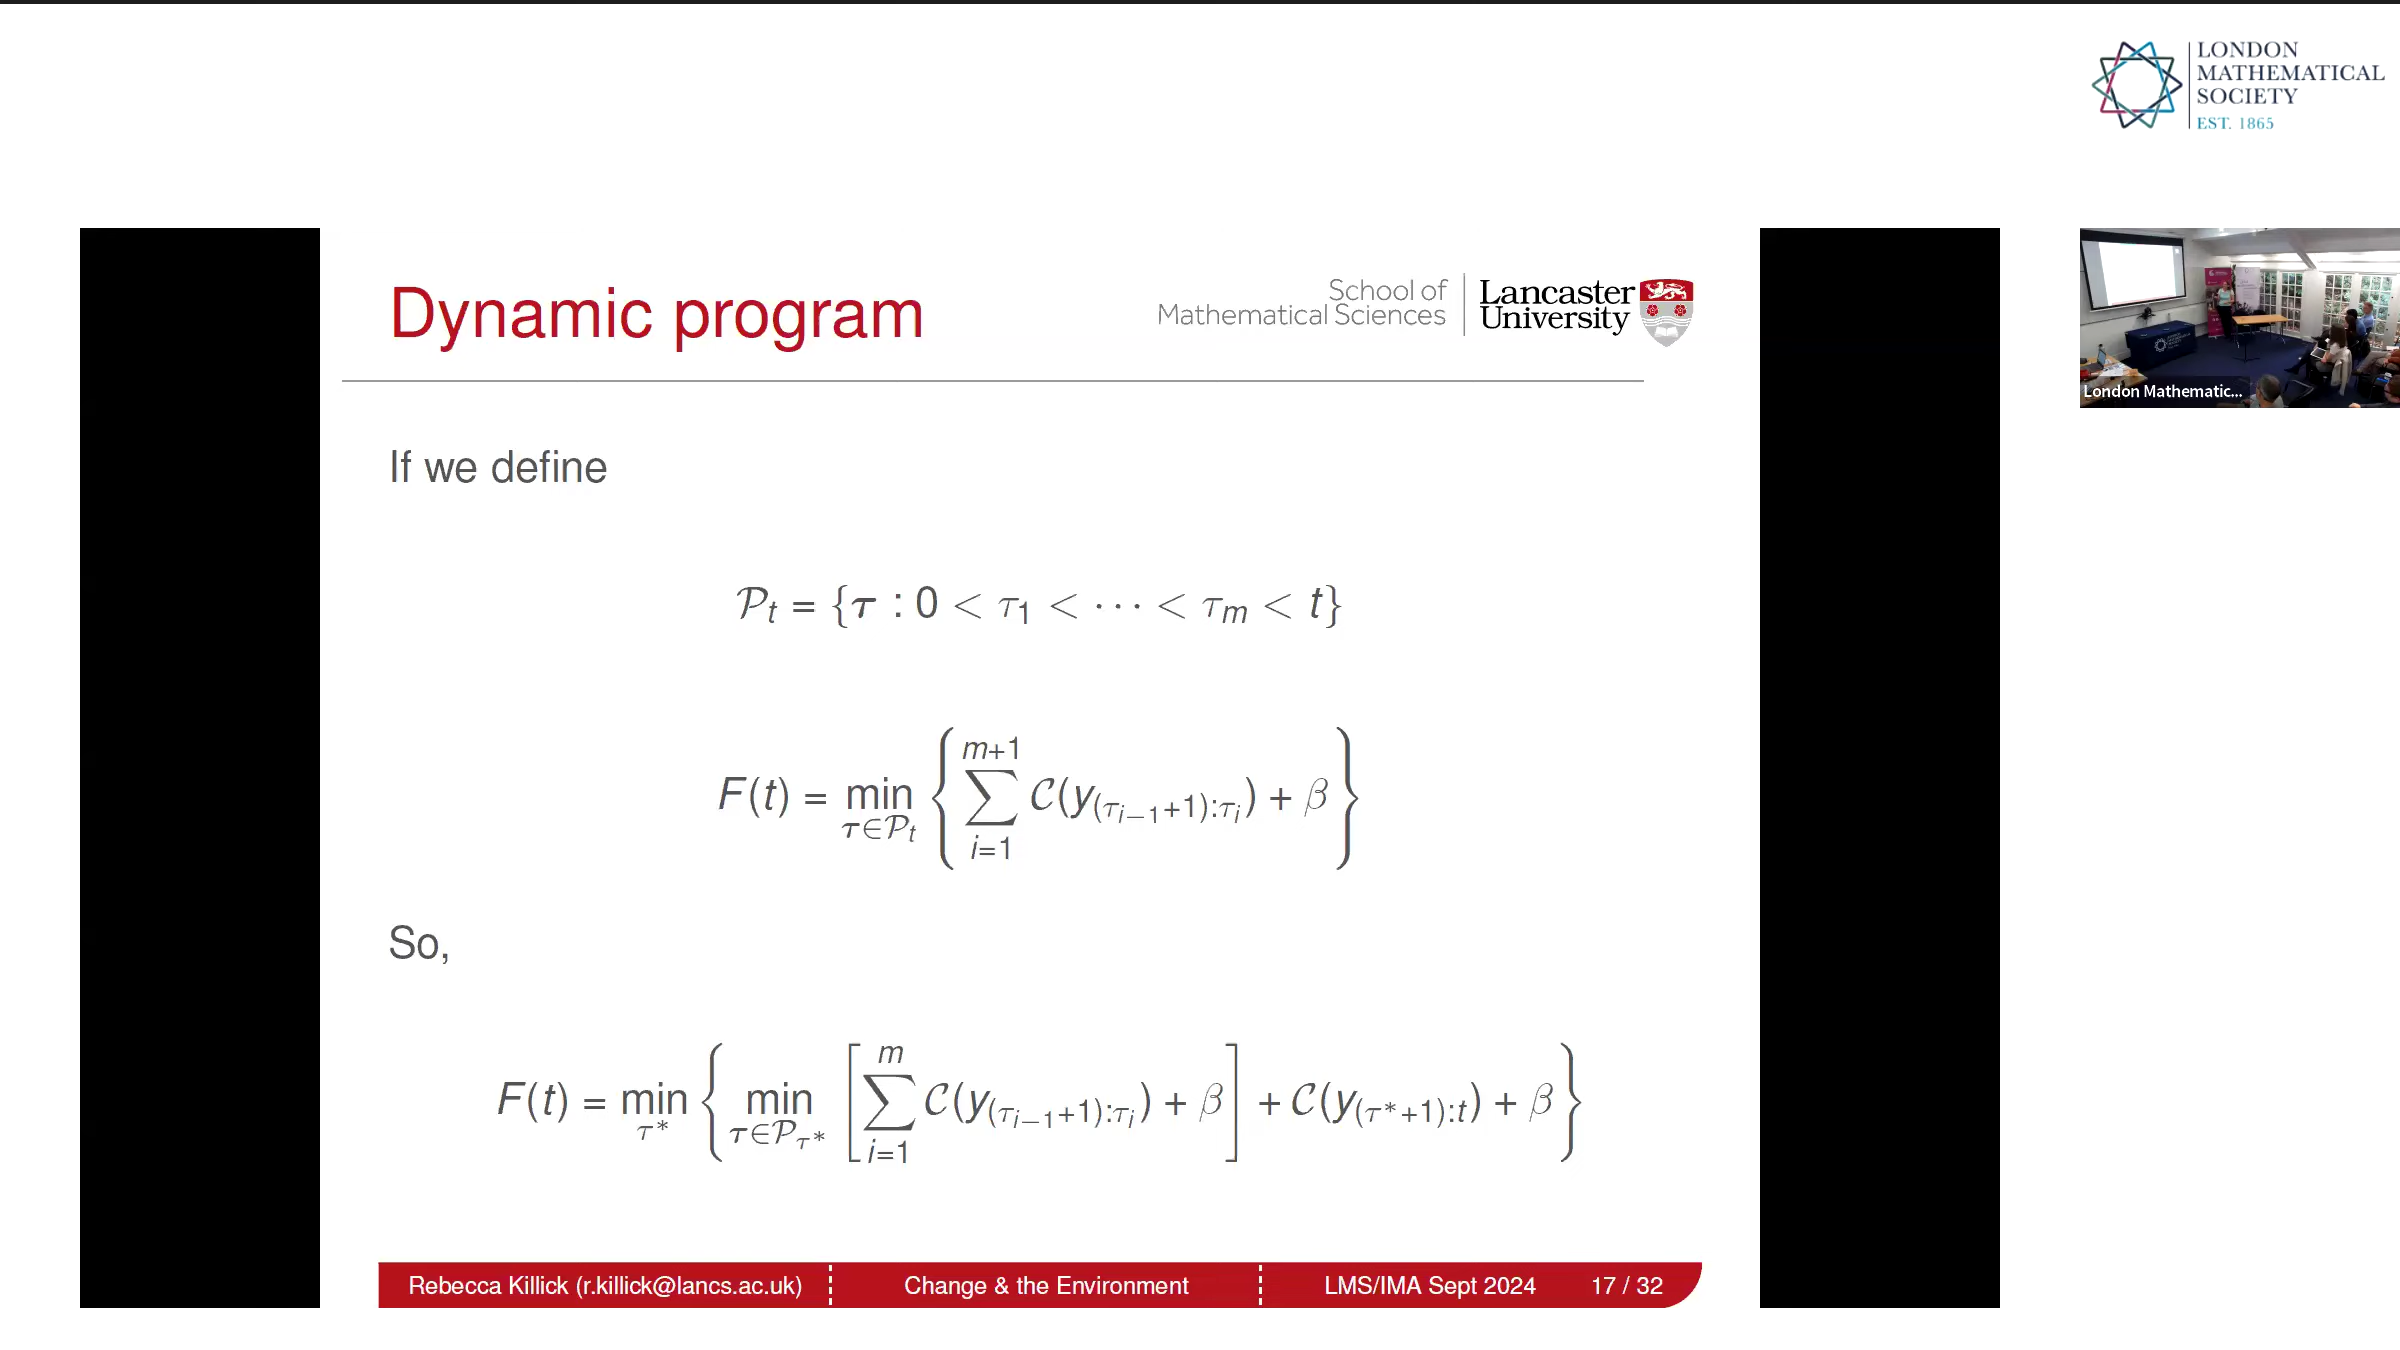 LONDON
MATHEMATICAL
SOCIETY
EST. 1865
Dynamic program
School of
Mathematical Sciences
Lancaster
University
London Mathematic...
If we define
𝒫_t = {𝝉 : 0 < τ_1 < ⋯ < τ_m < t}
F(t) = min_{𝝉∈𝒫_t} { ∑_{i=1}^{m+1} 𝒞(y_{(τ_{i−1}+1):τ_i}) + β }
So,
F(t) = min_{τ*} { min_{𝝉∈𝒫_{τ*}} [ ∑_{i=1}^{m} 𝒞(y_{(τ_{i−1}+1):τ_i}) + β ] + 𝒞(y_{(τ*+1):t}) + β }
Rebecca Killick (r.killick@lancs.ac.uk) Change & the Environment LMS/IMA Sept 2024 17 / 32